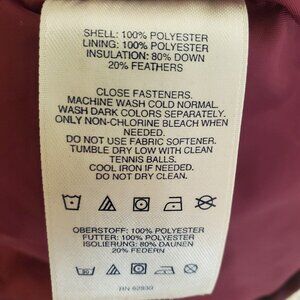 SHELL: 100% POLYESTER
LINING: 100% POLYESTER
INSULATION: 80% DOWN
20% FEATHERS
CLOSE FASTENERS.
MACHINE WASH COLD NORMAL.
WASH DARK COLORS SEPARATELY.
ONLY NON-CHLORINE BLEACH WHEN
NEEDED.
DO NOT USE FABRIC SOFTENER.
TUMBLE DRY LOW WITH CLEAN
TENNIS BALLS.
COOL IRON IF NEEDED.
DO NOT DRY CLEAN.
OBERSTOFF: 100% POLYESTER
FUTTER: 100% POLYESTER
ISOLIERUNG: 80% DAUNEN
20% FEDERN
RN 62830